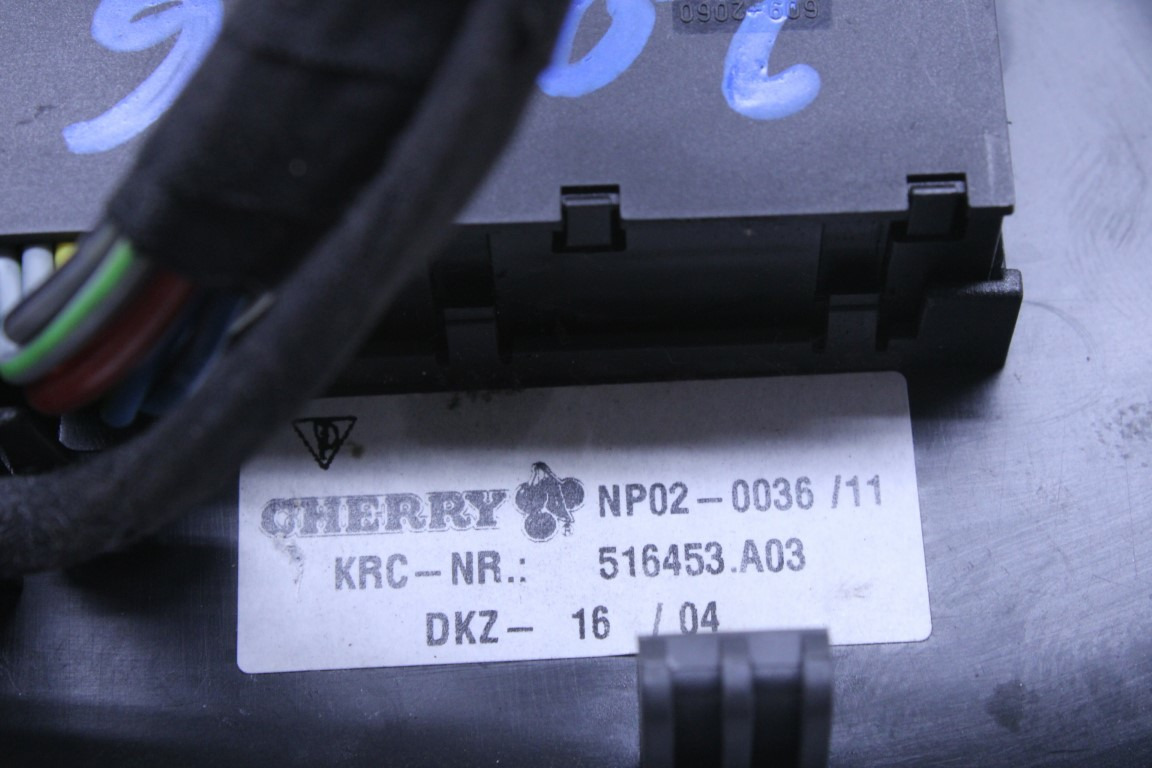 609-2060
CHERRY NP02-0036 /11
KRC-NR.: 516453.A03
DKZ- 16 / 04